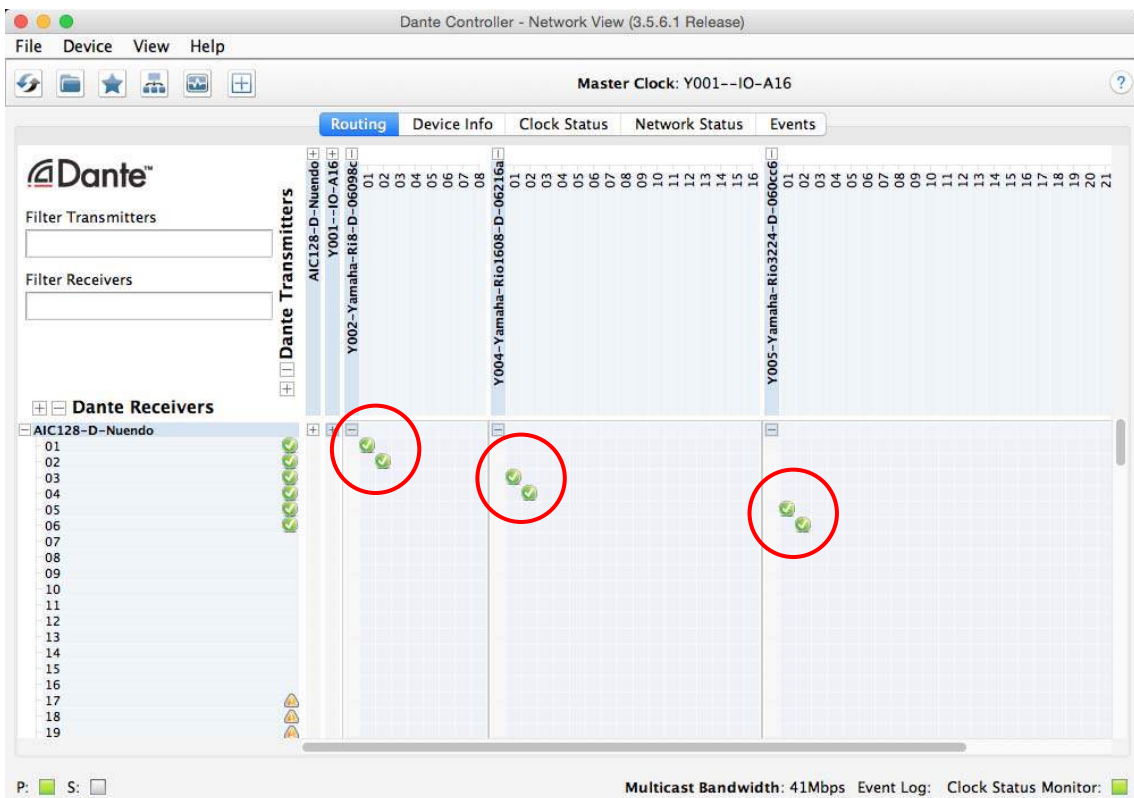 Dante Controller - Network View (3.5.6.1 Release)
File Device View Help
Master Clock: Y001--IO-A16
?
Routing Device Info Clock Status Network Status Events
Dante™
Filter Transmitters
Filter Receivers
Dante Transmitters
AIC128-D-Nuendo
Y001--IO-A16
Y002-Yamaha-Ri8-D-06098c
01 02 03 04 05 06 07 08
Y004-Yamaha-Rio1608-D-06216a
01 02 03 04 05 06 07 08 09 10 11 12 13 14 15 16
Y005-Yamaha-Rio3224-D-060cc6
01 02 03 04 05 06 07 08 09 10 11 12 13 14 15 16 17 18 19 20 21
Dante Receivers
AIC128-D-Nuendo
01
02
03
04
05
06
07
08
09
10
11
12
13
14
15
16
17
18
19
P: S: Multicast Bandwidth: 41Mbps Event Log: Clock Status Monitor: